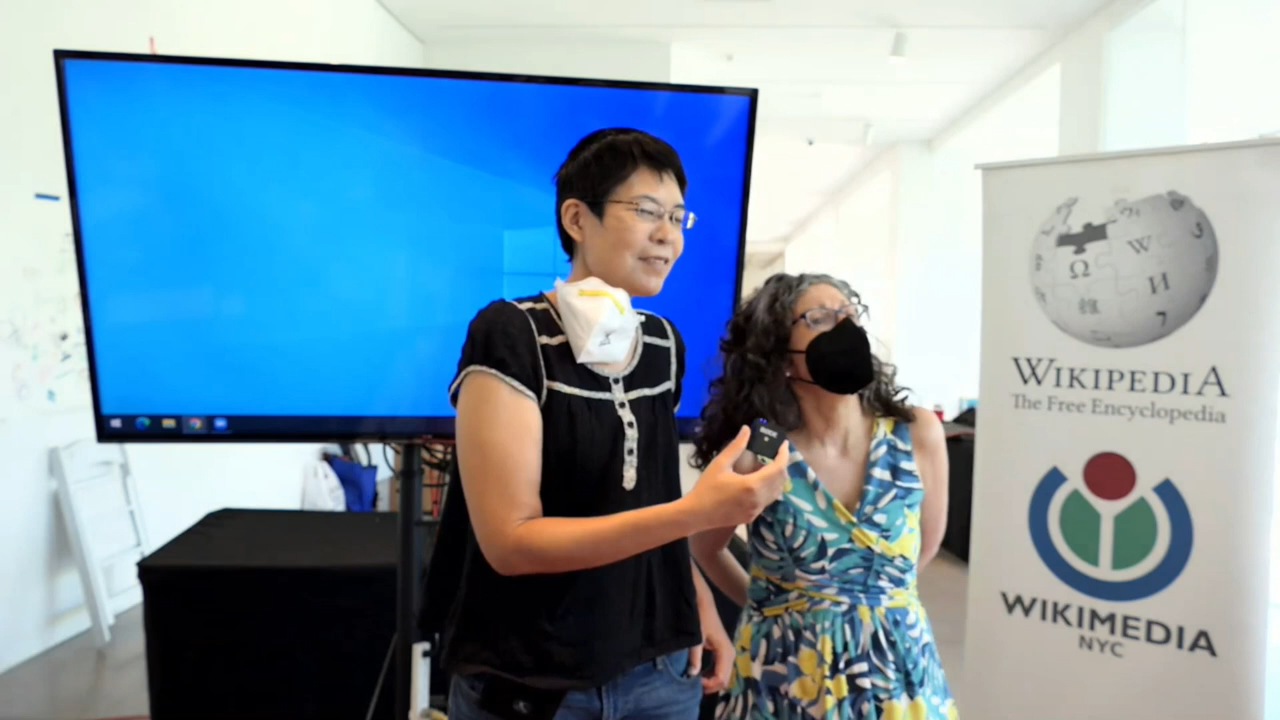 Ω
W
И
WIKIPEDIA
The Free Encyclopedia
WIKIMEDIA
NYC